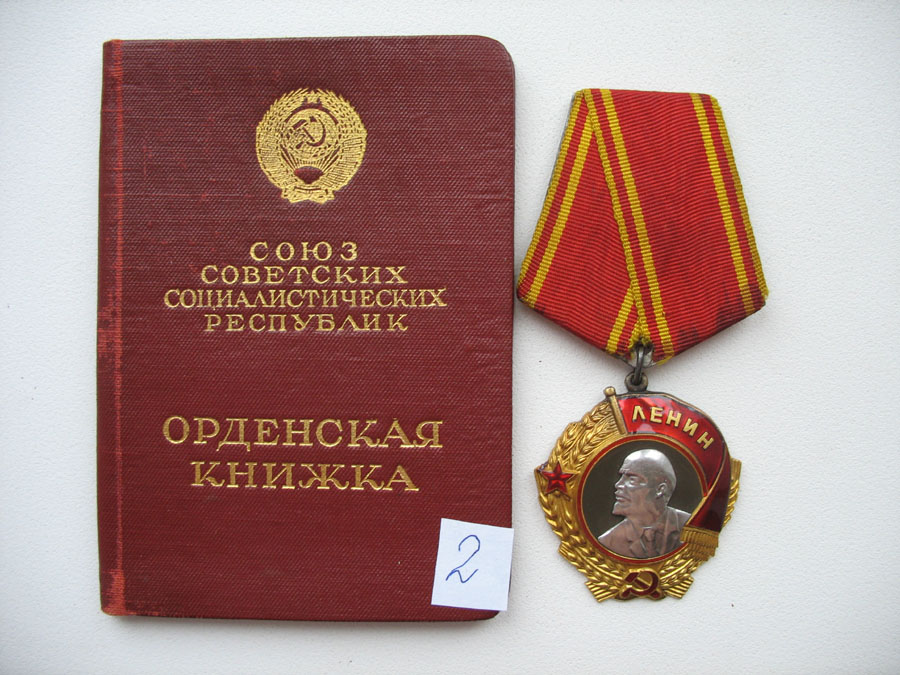 СОЮЗ
СОВЕТСКИХ
СОЦИАЛИСТИЧЕСКИХ
РЕСПУБЛИК
ОРДЕНСКАЯ
КНИЖКА
2
ЛЕНИН